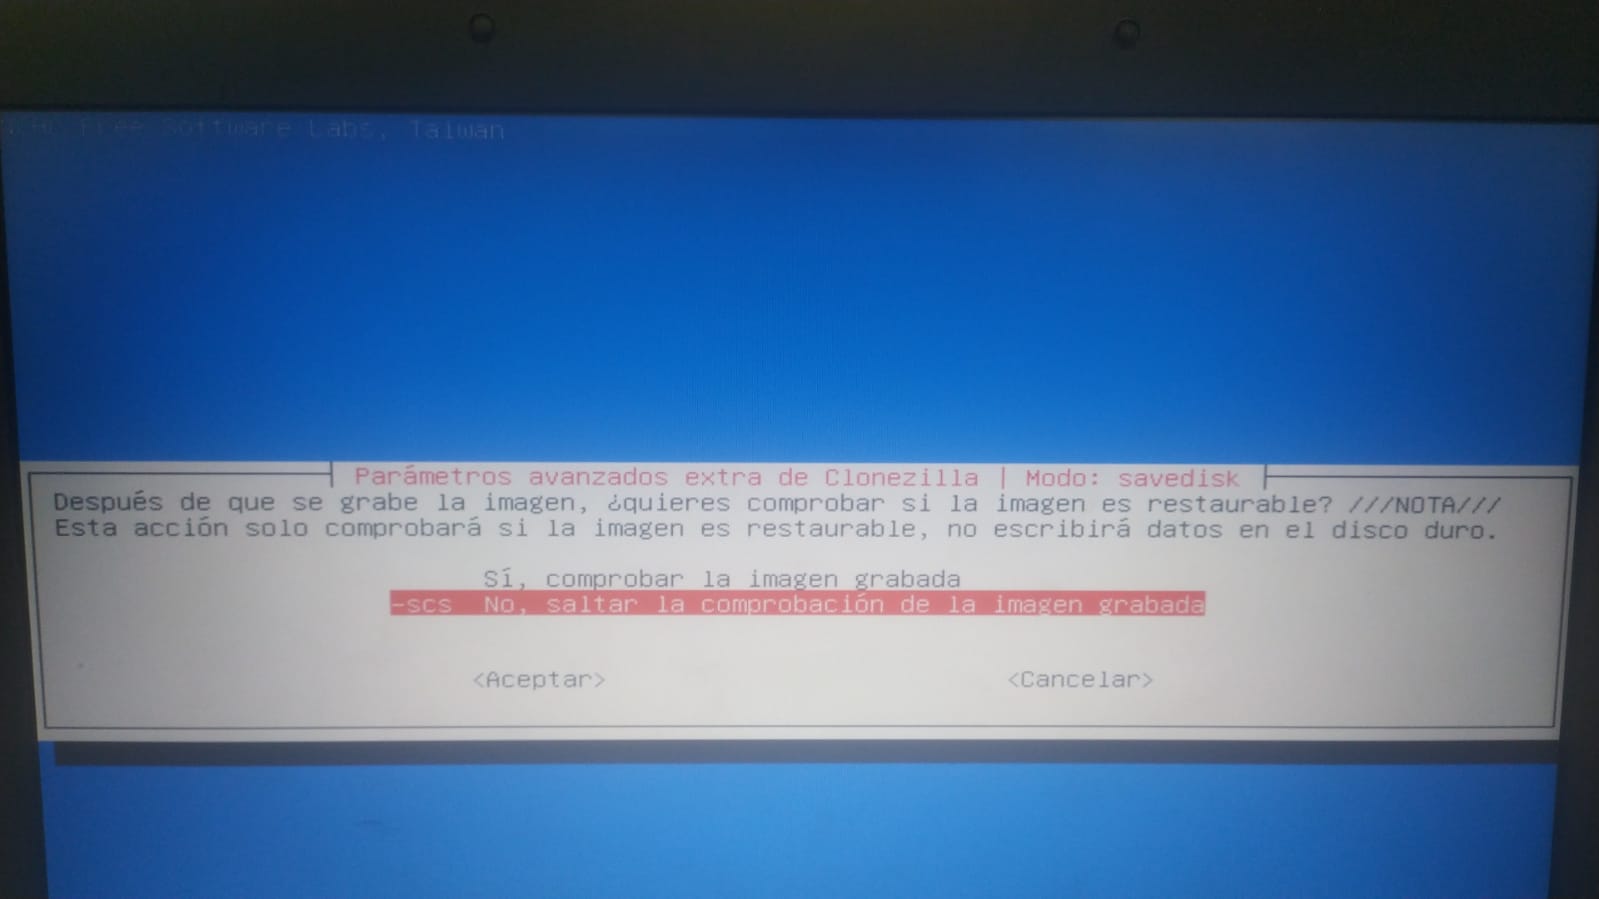 Free Software Labs, Taiwan
Parámetros avanzados extra de Clonezilla | Modo: savedisk
Después de que se grabe la imagen, ¿quieres comprobar si la imagen es restaurable? ///NOTA///
Esta acción solo comprobará si la imagen es restaurable, no escribirá datos en el disco duro.
Sí, comprobar la imagen grabada
-scs No, saltar la comprobación de la imagen grabada
<Aceptar> <Cancelar>